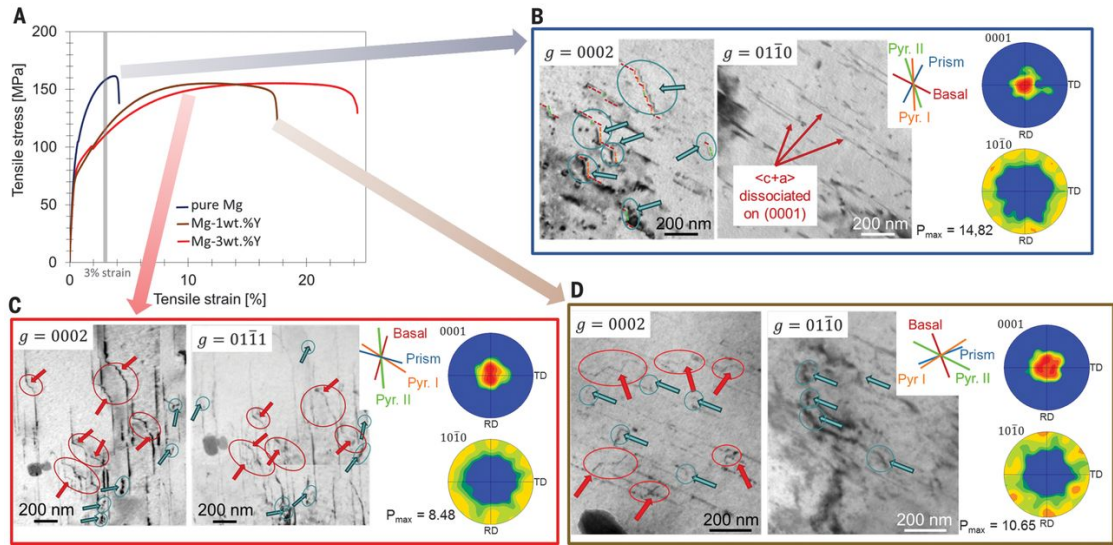 A
Tensile stress [MPa]
200
150
100
50
0
0
10
20
pure Mg
Mg-1wt.%Y
Mg-3wt.%Y
3% strain
Tensile strain [%]
B
g = 0002
200 nm
g = 011̅0
<c+a>
dissociated
on (0001)
200 nm
Pyr. II
Prism
Basal
Pyr. I
0001
TD
RD
101̅0
TD
RD
Pmax = 14,82
C
g = 0002
200 nm
g = 011̅1
200 nm
Basal
Prism
Pyr I
Pyr. II
0001
TD
RD
101̅0
TD
RD
Pmax = 8.48
D
g = 0002
200 nm
g = 011̅0
200 nm
Basal
Prism
Pyr I
Pyr. II
0001
TD
RD
101̅0
TD
RD
Pmax = 10.65